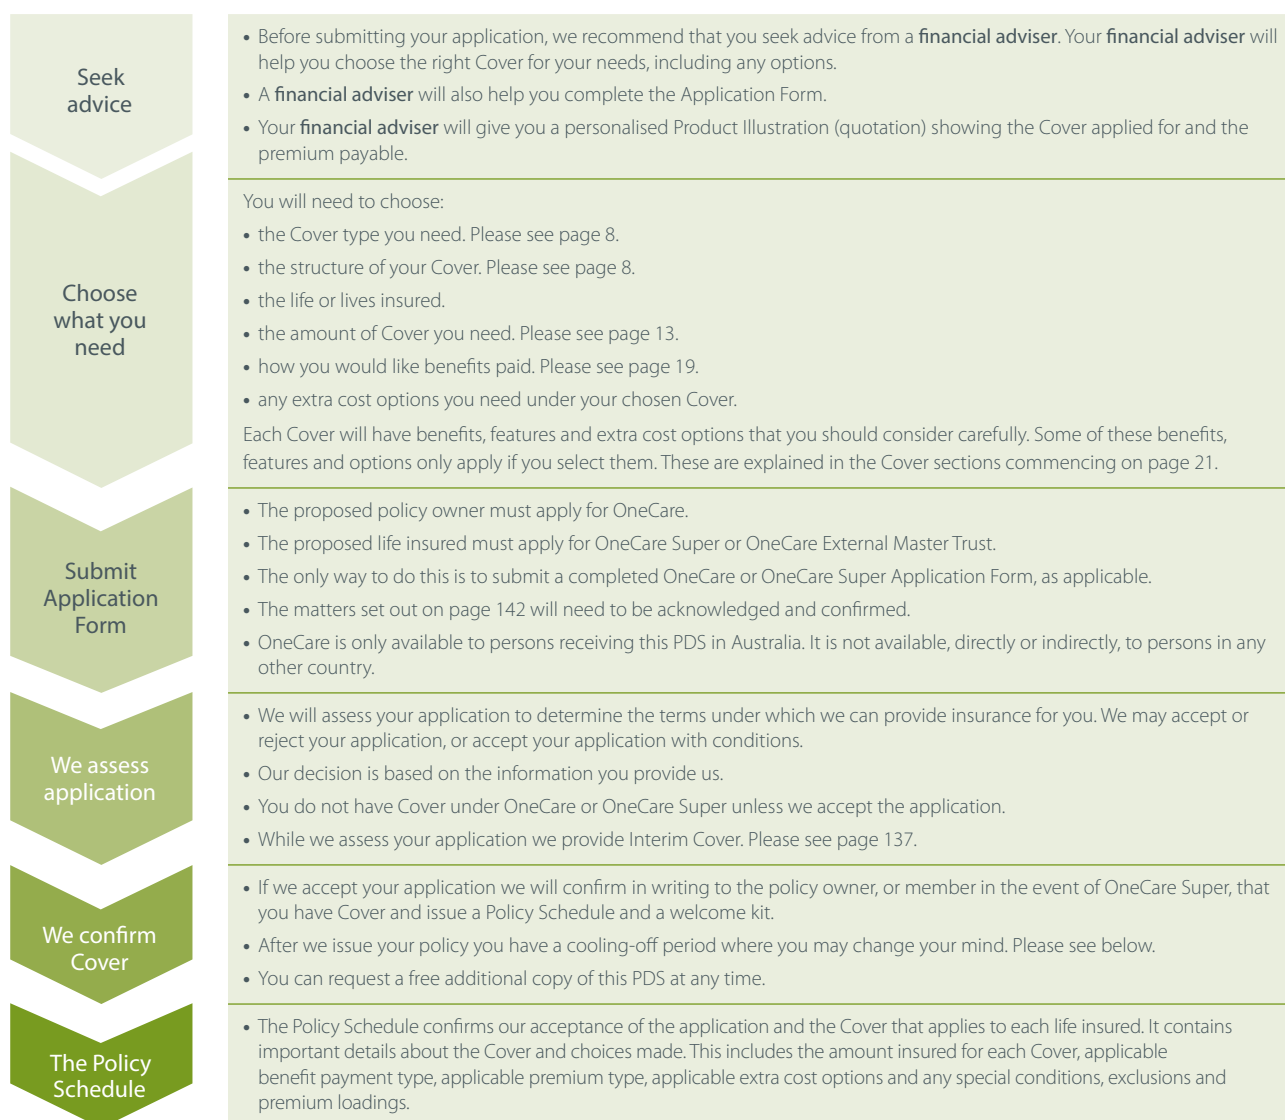 Seek
advice
• Before submitting your application, we recommend that you seek advice from a financial adviser. Your financial adviser will
help you choose the right Cover for your needs, including any options.
• A financial adviser will also help you complete the Application Form.
• Your financial adviser will give you a personalised Product Illustration (quotation) showing the Cover applied for and the
premium payable.
Choose
what you
need
You will need to choose:
• the Cover type you need. Please see page 8.
• the structure of your Cover. Please see page 8.
• the life or lives insured.
• the amount of Cover you need. Please see page 13.
• how you would like benefits paid. Please see page 19.
• any extra cost options you need under your chosen Cover.
Each Cover will have benefits, features and extra cost options that you should consider carefully. Some of these benefits,
features and options only apply if you select them. These are explained in the Cover sections commencing on page 21.
Submit
Application
Form
• The proposed policy owner must apply for OneCare.
• The proposed life insured must apply for OneCare Super or OneCare External Master Trust.
• The only way to do this is to submit a completed OneCare or OneCare Super Application Form, as applicable.
• The matters set out on page 142 will need to be acknowledged and confirmed.
• OneCare is only available to persons receiving this PDS in Australia. It is not available, directly or indirectly, to persons in any
other country.
We assess
application
• We will assess your application to determine the terms under which we can provide insurance for you. We may accept or
reject your application, or accept your application with conditions.
• Our decision is based on the information you provide us.
• You do not have Cover under OneCare or OneCare Super unless we accept the application.
• While we assess your application we provide Interim Cover. Please see page 137.
We confirm
Cover
• If we accept your application we will confirm in writing to the policy owner, or member in the event of OneCare Super, that
you have Cover and issue a Policy Schedule and a welcome kit.
• After we issue your policy you have a cooling-off period where you may change your mind. Please see below.
• You can request a free additional copy of this PDS at any time.
The Policy
Schedule
• The Policy Schedule confirms our acceptance of the application and the Cover that applies to each life insured. It contains
important details about the Cover and choices made. This includes the amount insured for each Cover, applicable
benefit payment type, applicable premium type, applicable extra cost options and any special conditions, exclusions and
premium loadings.